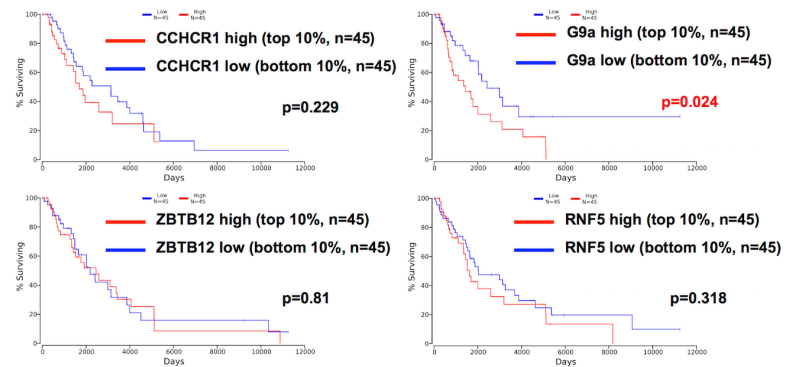 Low
N=45
High
N=45
CCHCR1 high (top 10%, n=45)
CCHCR1 low (bottom 10%, n=45)
p=0.229
% Surviving
100
80
60
40
20
0
0
2000
4000
6000
8000
10000
12000
Days
Low
N=45
High
N=45
G9a high (top 10%, n=45)
G9a low (bottom 10%, n=45)
p=0.024
% Surviving
100
80
60
40
20
0
0
2000
4000
6000
8000
10000
12000
Days
Low
N=45
High
N=45
ZBTB12 high (top 10%, n=45)
ZBTB12 low (bottom 10%, n=45)
p=0.81
% Surviving
100
80
60
40
20
0
0
2000
4000
6000
8000
10000
12000
Days
Low
N=45
High
N=45
RNF5 high (top 10%, n=45)
RNF5 low (bottom 10%, n=45)
p=0.318
% Surviving
100
80
60
40
20
0
0
2000
4000
6000
8000
10000
12000
Days